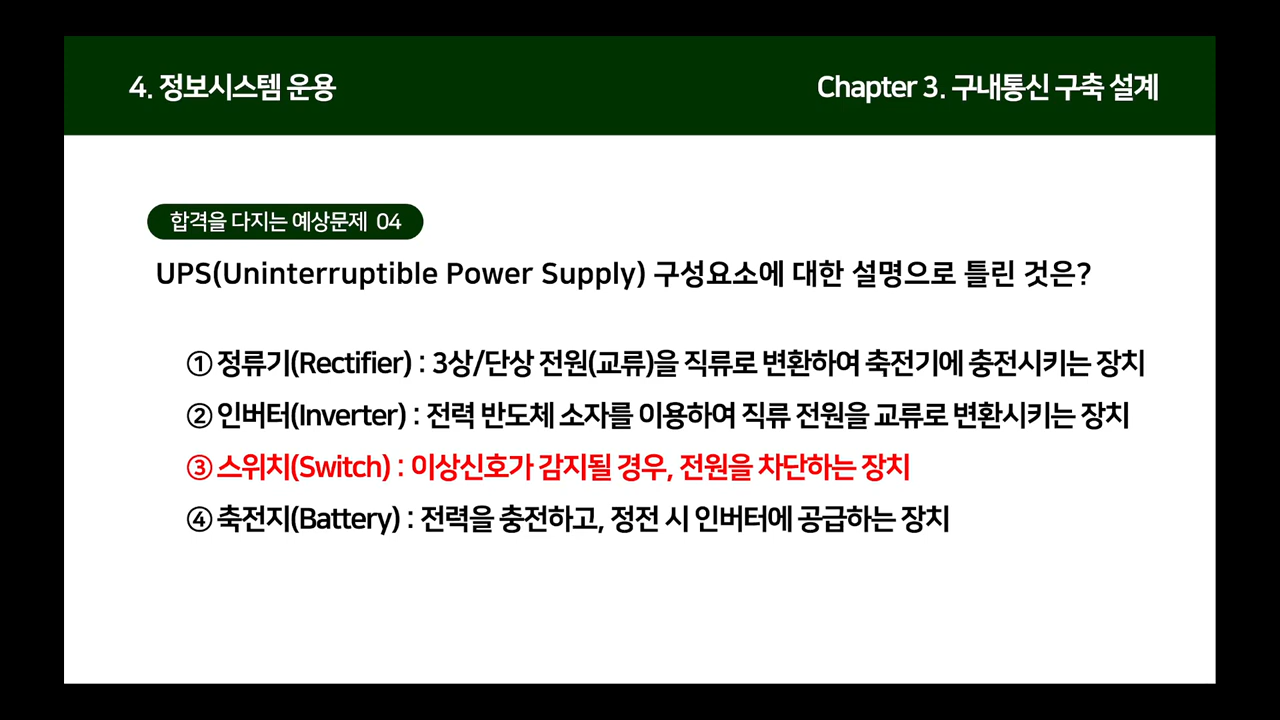 4. 정보시스템 운용
Chapter 3. 구내통신 구축 설계
합격을 다지는 예상문제 04
UPS(Uninterruptible Power Supply) 구성요소에 대한 설명으로 틀린 것은?
① 정류기(Rectifier) : 3상/단상 전원(교류)을 직류로 변환하여 축전기에 충전시키는 장치
② 인버터(Inverter) : 전력 반도체 소자를 이용하여 직류 전원을 교류로 변환시키는 장치
③ 스위치(Switch) : 이상신호가 감지될 경우, 전원을 차단하는 장치
④ 축전지(Battery) : 전력을 충전하고, 정전 시 인버터에 공급하는 장치